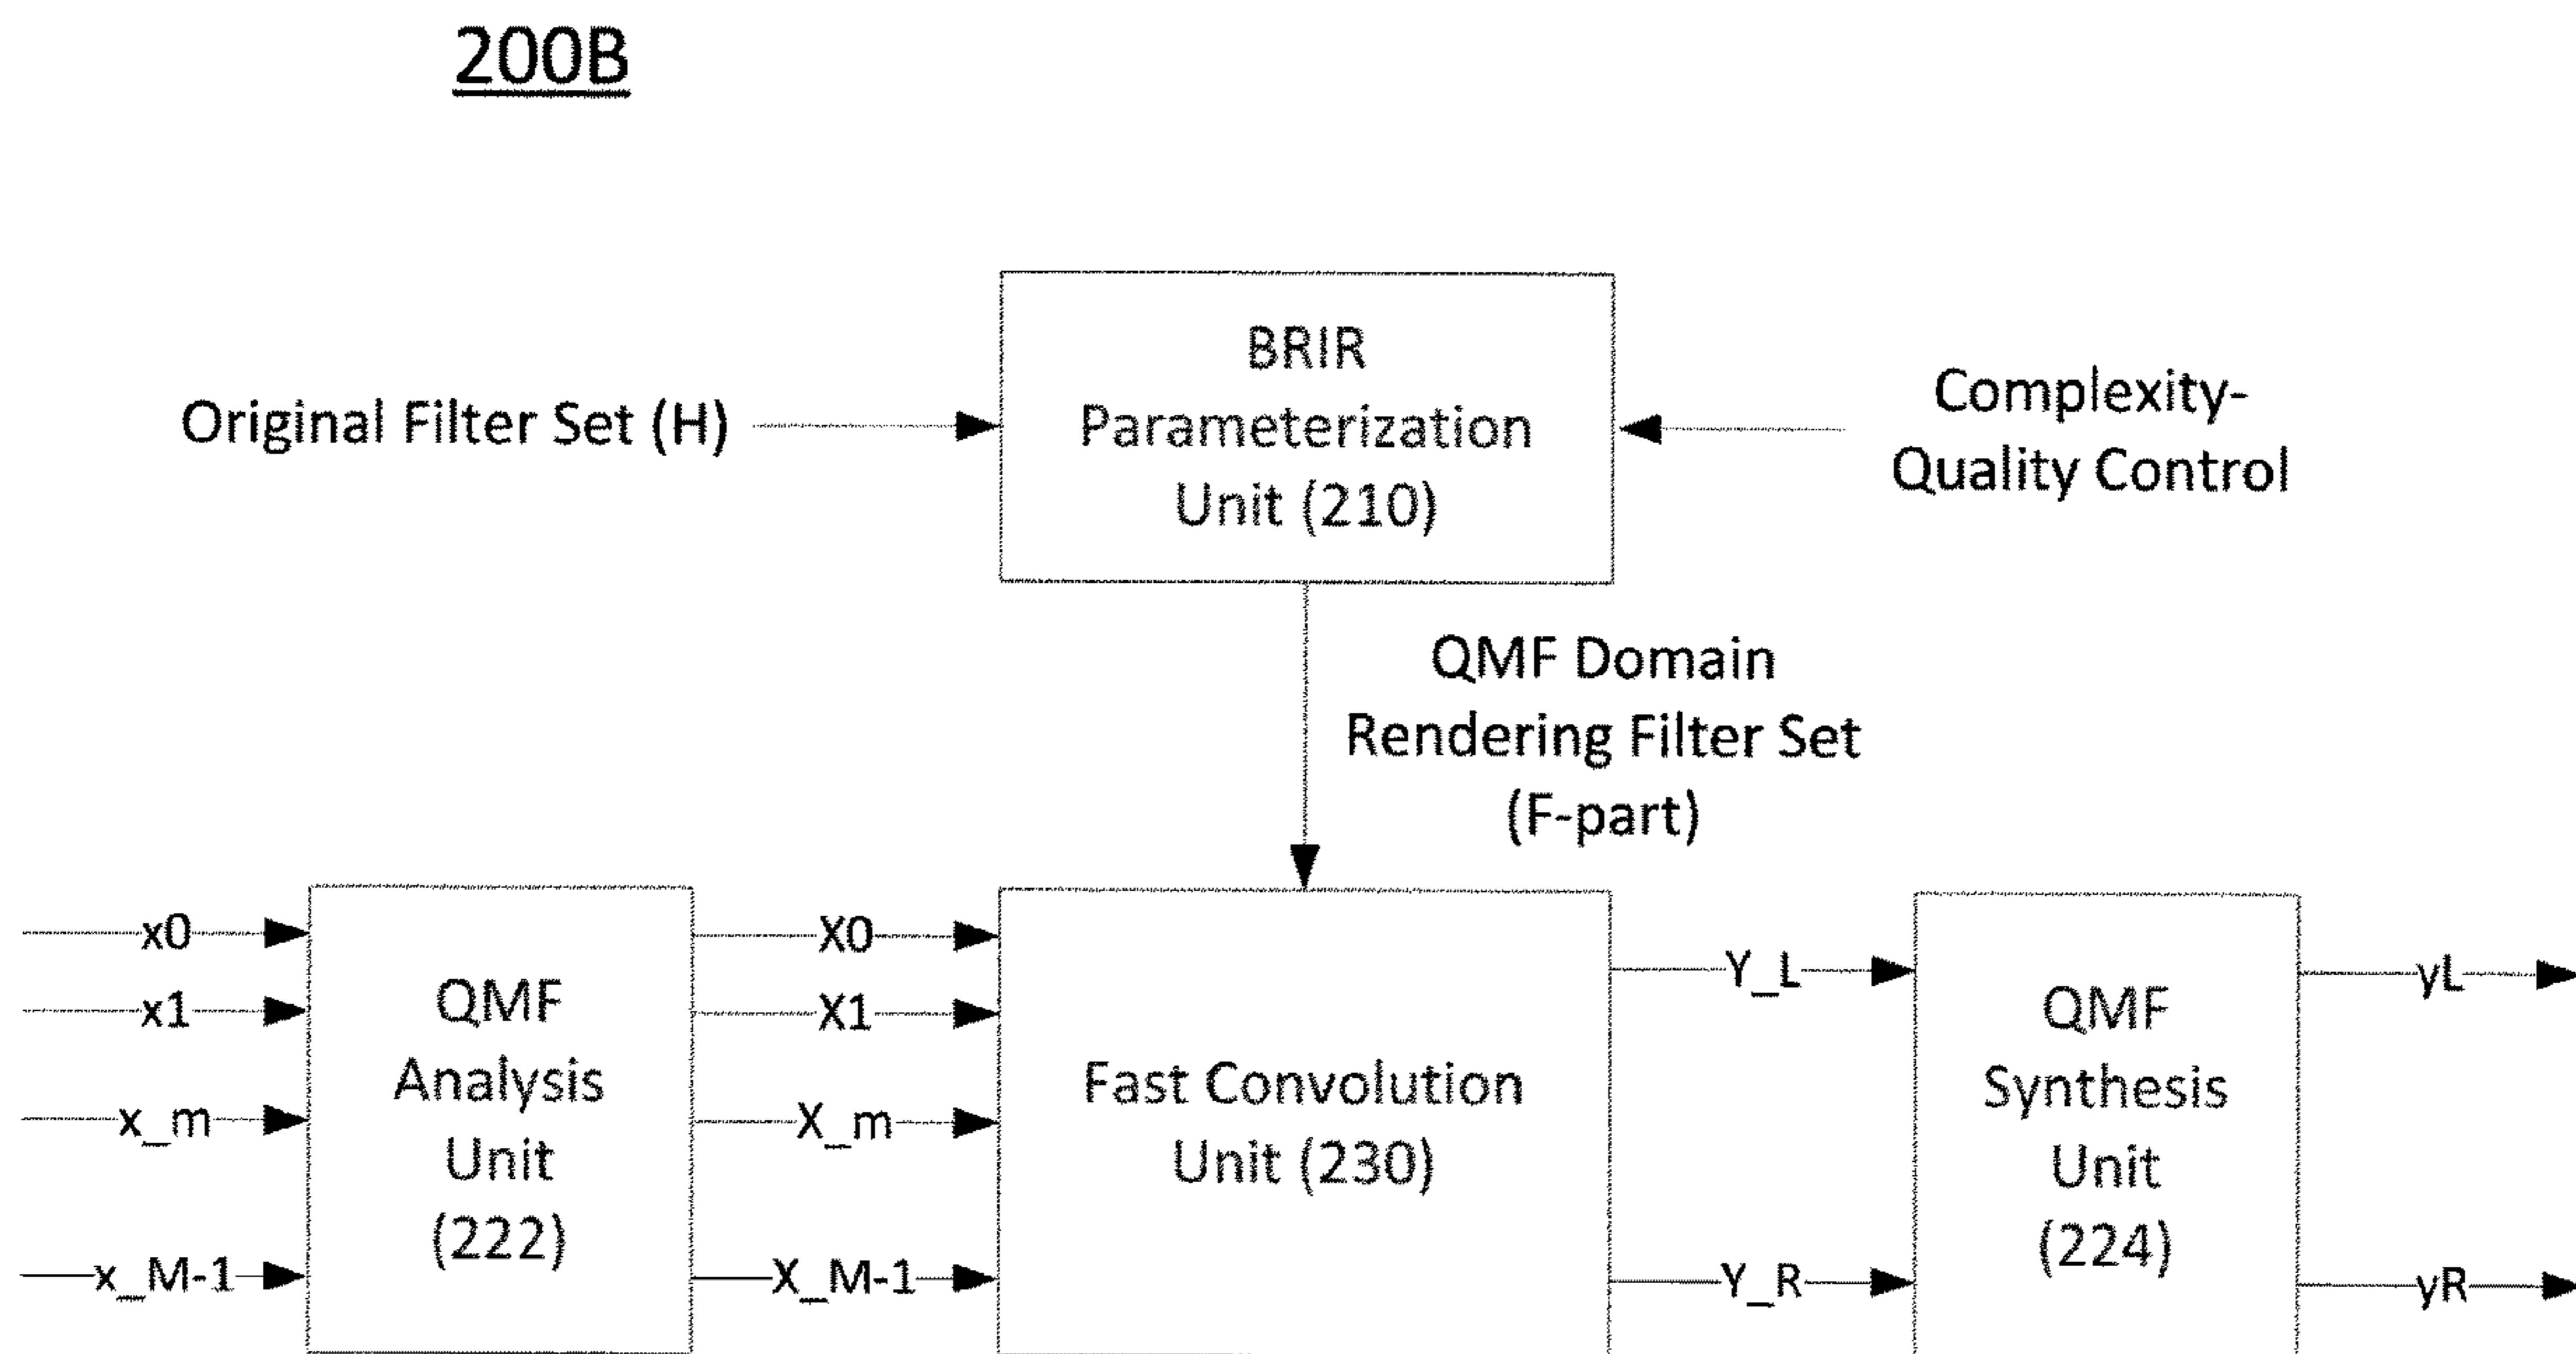 200B
BRIR
Parameterization
Unit (210)
Original Filter Set (H)
Complexity-
Quality Control
QMF Domain
Rendering Filter Set
(F-part)
x0
x1
x_m
x_M-1
QMF
Analysis
Unit
(222)
X0
X1
X_m
X_M-1
Fast Convolution
Unit (230)
Y_L
Y_R
QMF
Synthesis
Unit
(224)
yL
yR